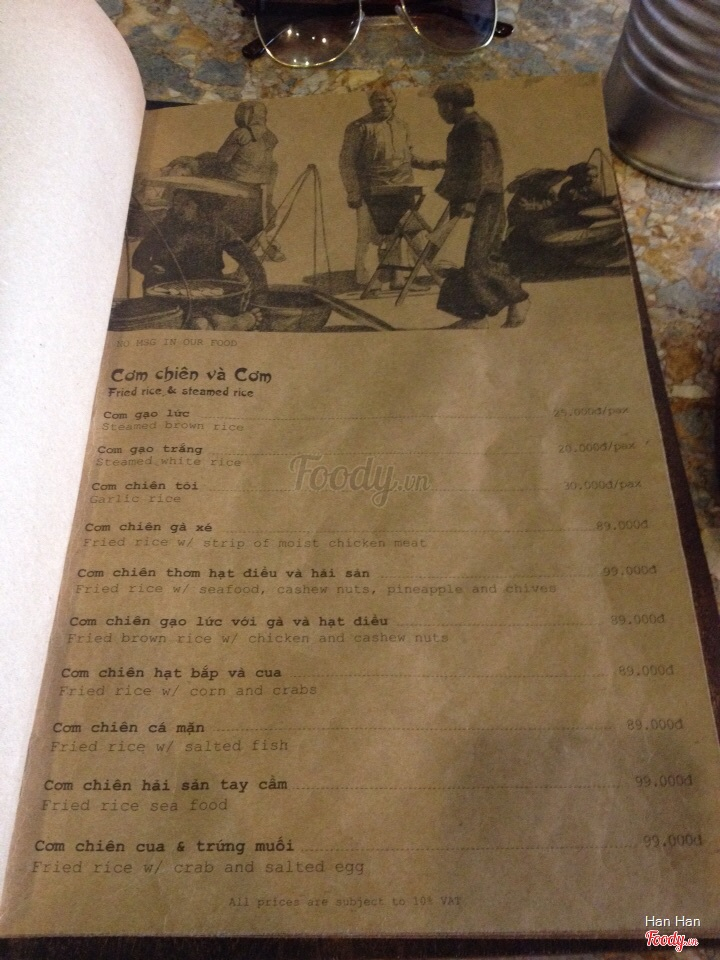 NO MSG IN OUR FOOD
Cơm chiên và Cơm
Fried rice & steamed rice
Cơm gạo lức 25.000đ/pax
Steamed brown rice
Cơm gạo trắng 20.000đ/pax
Steamed white rice
Cơm chiên tỏi 30.000đ/pax
Garlic rice
Foody.vn
Cơm chiên gà xé 89.000đ
Fried rice w/ strip of moist chicken meat
Cơm chiên thơm hạt điều và hải sản 99.000đ
Fried rice w/ seafood, cashew nuts, pineapple and chives
Cơm chiên gạo lức với gà và hạt điều 89.000đ
Fried brown rice w/ chicken and cashew nuts
Cơm chiên hạt bắp và cua 89.000đ
Fried rice w/ corn and crabs
Cơm chiên cá mặn 89.000đ
Fried rice w/ salted fish
Cơm chiên hải sản tay cầm 99.000đ
Fried rice sea food
Cơm chiên cua & trứng muối 99.000đ
Fried rice w/ crab and salted egg
All prices are subject to 10% VAT
Han Han
Foody.vn